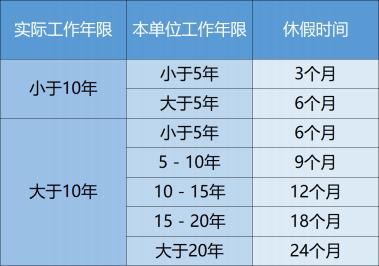 实际工作年限 本单位工作年限 休假时间
小于10年 小于5年 3个月
大于5年 6个月
大于10年 小于5年 6个月
5 - 10年 9个月
10 - 15年 12个月
15 - 20年 18个月
大于20年 24个月